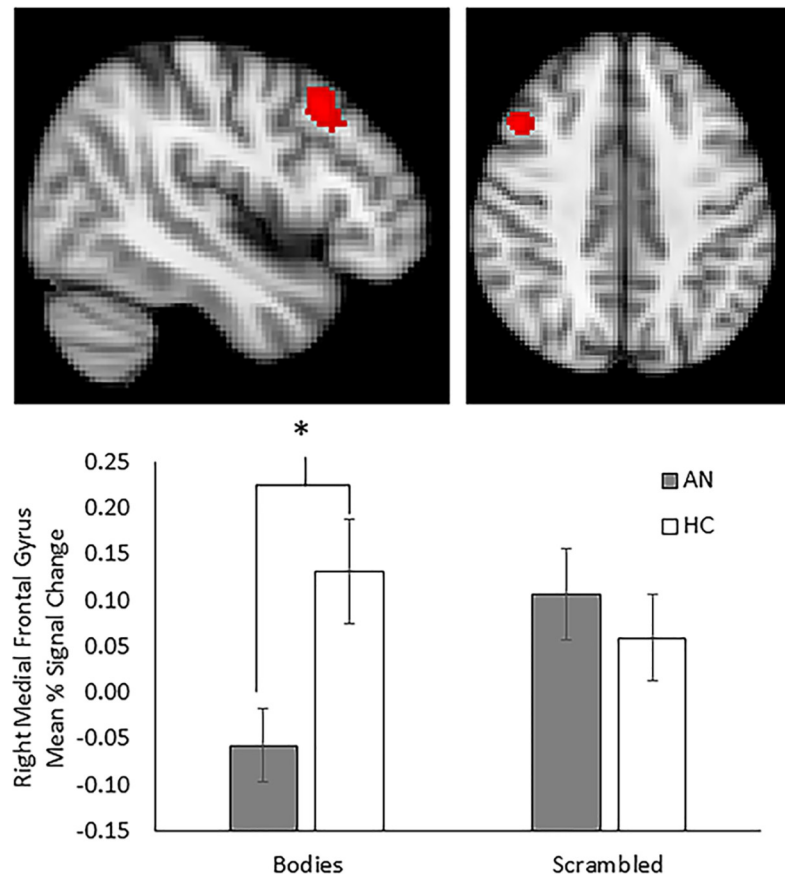 *
0.25
0.20
0.15
0.10
0.05
0.00
-0.05
-0.10
-0.15
Right Medial Frontal Gyrus
Mean % Signal Change
AN
HC
Bodies
Scrambled